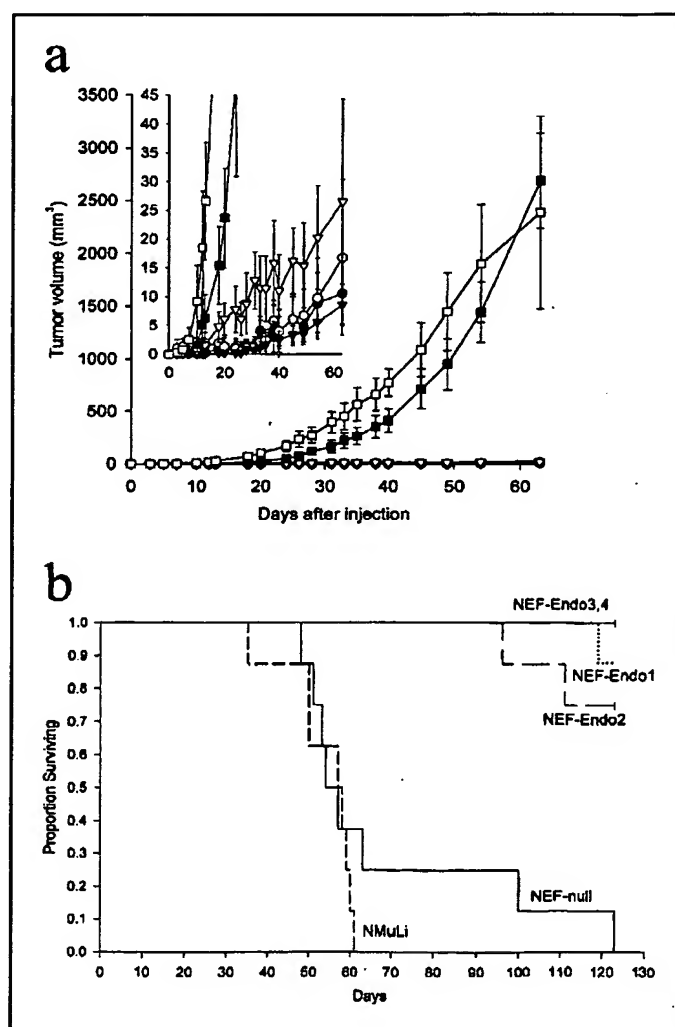 a
Tumor volume (mm³)
3500
3000
2500
2000
1500
1000
500
0
45
40
35
30
25
20
15
10
5
0
0 20 40 60
0 10 20 30 40 50 60
Days after injection
b
Proportion Surviving
1.0
0.9
0.8
0.7
0.6
0.5
0.4
0.3
0.2
0.1
0.0
NEF-Endo3,4
NEF-Endo1
NEF-Endo2
NEF-null
NMuLi
0 10 20 30 40 50 60 70 80 90 100 110 120 130
Days